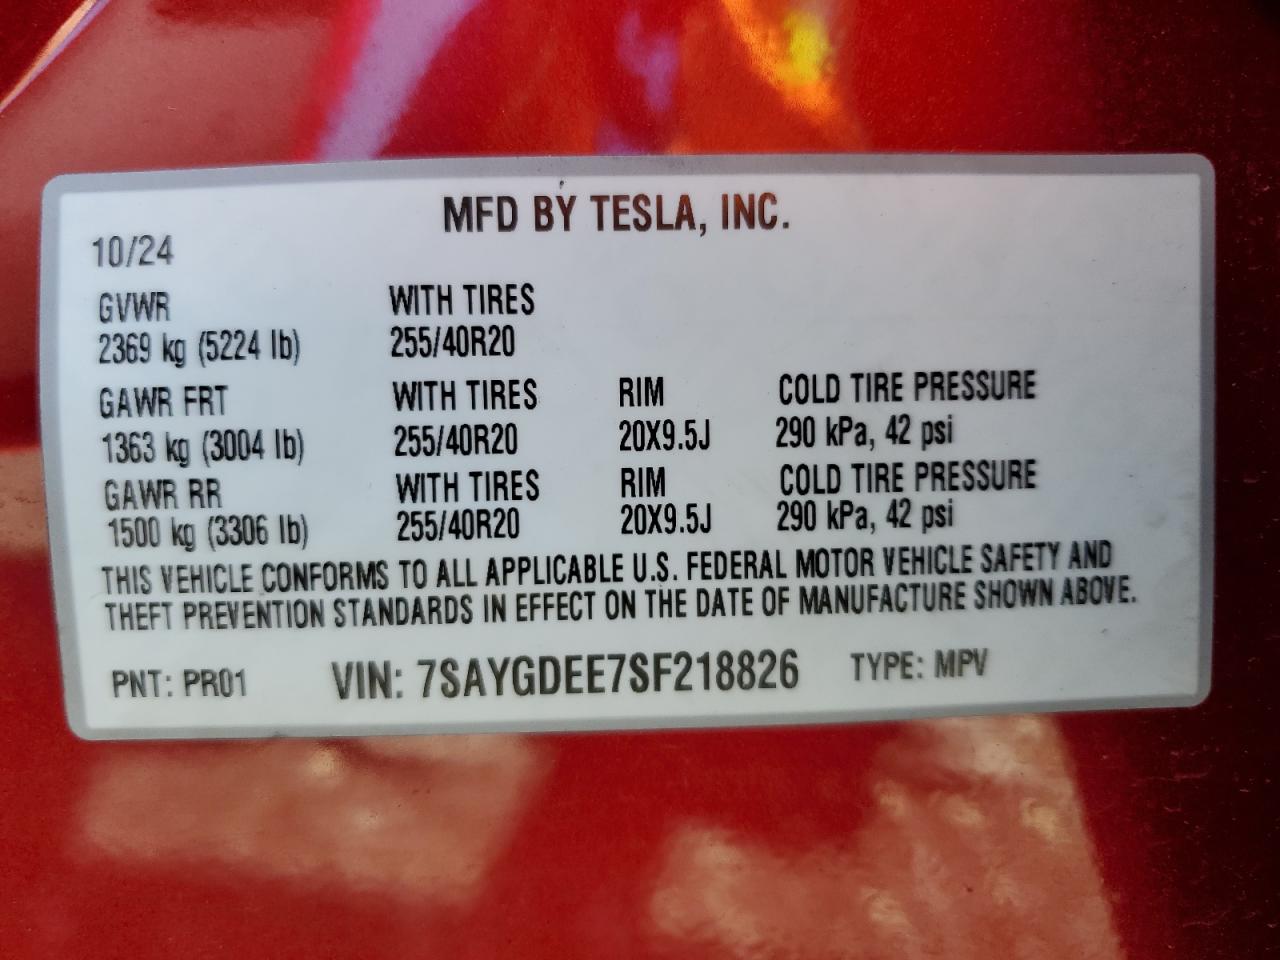 MFD BY TESLA, INC.
10/24
GVWR WITH TIRES
2369 kg (5224 lb) 255/40R20
GAWR FRT WITH TIRES RIM COLD TIRE PRESSURE
1363 kg (3004 lb) 255/40R20 20X9.5J 290 kPa, 42 psi
GAWR RR WITH TIRES RIM COLD TIRE PRESSURE
1500 kg (3306 lb) 255/40R20 20X9.5J 290 kPa, 42 psi
THIS VEHICLE CONFORMS TO ALL APPLICABLE U.S. FEDERAL MOTOR VEHICLE SAFETY AND
THEFT PREVENTION STANDARDS IN EFFECT ON THE DATE OF MANUFACTURE SHOWN ABOVE.
PNT: PR01 VIN: 7SAYGDEE7SF218826 TYPE: MPV